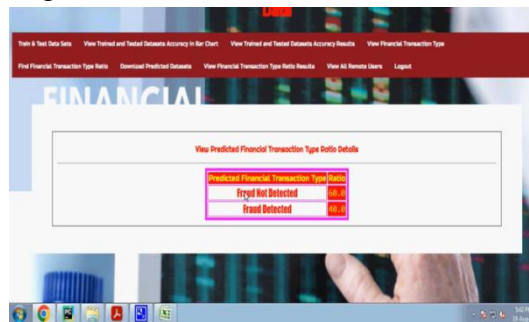 Data
Train & Test Data Sets View Trained and Tested Datasets Accuracy in Bar Chart View Trained and Tested Datasets Accuracy Results View Financial Transaction Type
Find Financial Transaction Type Ratio Download Predicted Datasets View Financial Transaction Type Ratio Results View All Remote Users Logout
FINANCIAL
View Predicted Financial Transaction Type Ratio Details
Predicted Financial Transaction Type Ratio
Fraud Not Detected 60.0
Fraud Detected 40.0